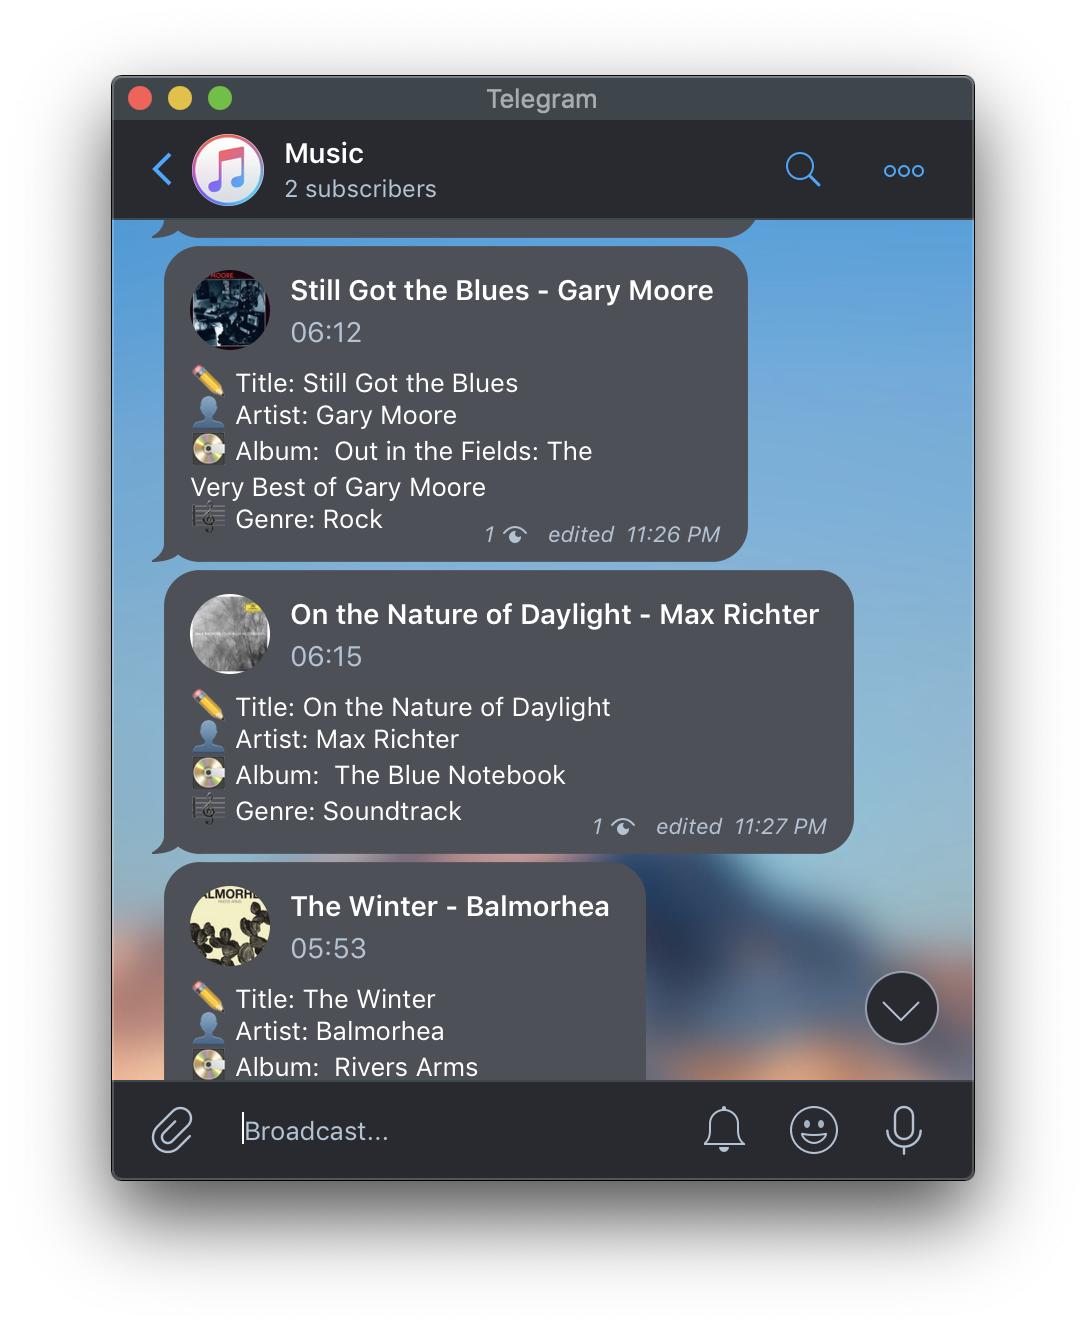 Telegram
Music
2 subscribers
MOORE
Still Got the Blues - Gary Moore
06:12
Title: Still Got the Blues
Artist: Gary Moore
Album:  Out in the Fields: The
Very Best of Gary Moore
Genre: Rock
1 edited 11:26 PM
On the Nature of Daylight - Max Richter
06:15
Title: On the Nature of Daylight
Artist: Max Richter
Album:  The Blue Notebook
Genre: Soundtrack
1 edited 11:27 PM
The Winter - Balmorhea
05:53
Title: The Winter
Artist: Balmorhea
Album:  Rivers Arms
Broadcast...